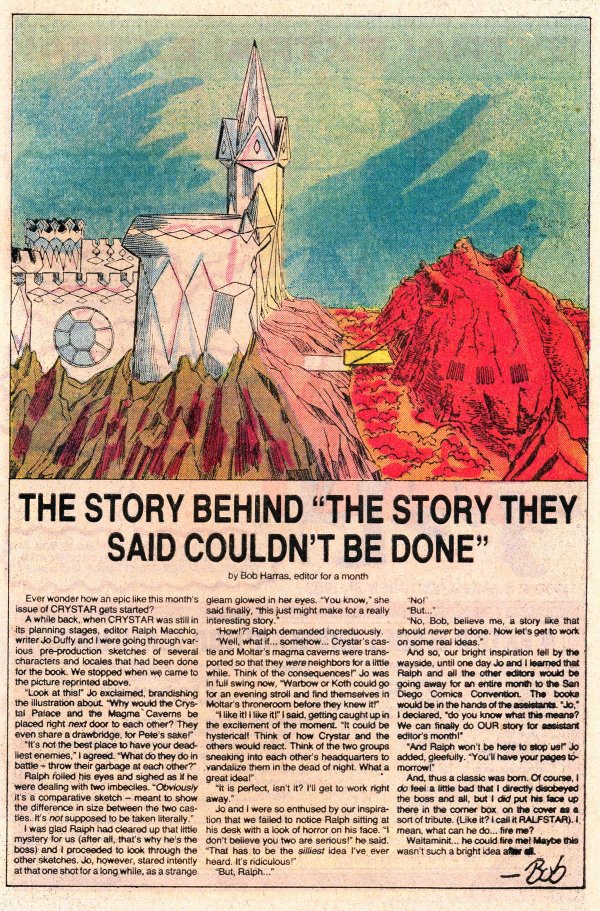 THE STORY BEHIND “THE STORY THEY
SAID COULDN’T BE DONE”
by Bob Harras, editor for a month
Ever wonder how an epic like this month's
issue of CRYSTAR gets started?
A while back, when CRYSTAR was still in
its planning stages, editor Ralph Macchio,
writer Jo Duffy and I were going through var-
ious pre-production sketches of several
characters and locales that had been done
for the book. We stopped when we came to
the picture reprinted above.
"Look at this!" Jo exclaimed, brandishing
the illustration about. "Why would the Crys-
tal Palace and the Magma Caverns be
placed right next door to each other? They
even share a drawbridge, for Pete's sake!"
"It's not the best place to have your dead-
liest enemies," I agreed. "What do they do in
battle – throw their garbage at each other?"
Ralph rolled his eyes and sighed as if he
were dealing with two imbeciles. "Obviously
it's a comparative sketch – meant to show
the difference in size between the two cas-
tles. It's not supposed to be taken literally."
I was glad Ralph had cleared up that little
mystery for us (after all, that's why he's the
boss) and I proceeded to look through the
other sketches. Jo, however, stared intently
at that one shot for a long while, as a strange
gleam glowed in her eyes. "You know," she
said finally, "this just might make for a really
interesting story."
"How!?" Ralph demanded increduously.
"Well, what if... somehow... Crystar's cas-
tle and Moltar's magma caverns were trans-
ported so that they were neighbors for a little
while. Think of the consequences!" Jo was
in full swing now, "Warbow or Koth could go
for an evening stroll and find themselves in
Moltar's throneroom before they knew it!"
"I like it! I like it!" I said, getting caught up in
the excitement of the moment. "It could be
hysterical! Think of how Crystar and the
others would react. Think of the two groups
sneaking into each other's headquarters to
vandalize them in the dead of night. What a
great idea!"
"It is perfect, isn't it? I'll get to work right
away."
Jo and I were so enthused by our inspira-
tion that we failed to notice Ralph sitting at
his desk with a look of horror on his face. "I
don't believe you two are serious!" he said.
"That has to be the silliest idea I've ever
heard. It's ridiculous!"
"But, Ralph..."
"No!"
"But..."
"No, Bob, believe me, a story like that
should never be done. Now let's get to work
on some real ideas."
And so, our bright inspiration fell by the
wayside, until one day Jo and I learned that
Ralph and all the other editors would be
going away for an entire month to the San
Diego Comics Convention. The books
would be in the hands of the assistants. "Jo,"
I declared, "do you know what this means?
We can finally do OUR story for assistant
editor's month!"
"And Ralph won't be here to stop us!" Jo
added, gleefully. "You'll have your pages to-
morrow!"
And, thus a classic was born. Of course, I
do feel a little bad that I directly disobeyed
the boss and all, but I did put his face up
there in the corner box on the cover as a
sort of tribute. (Like it? I call it RALFSTAR). I
mean, what can he do... fire me?
Waitaminit... he could fire me! Maybe this
wasn't such a bright idea after all.
– Bob